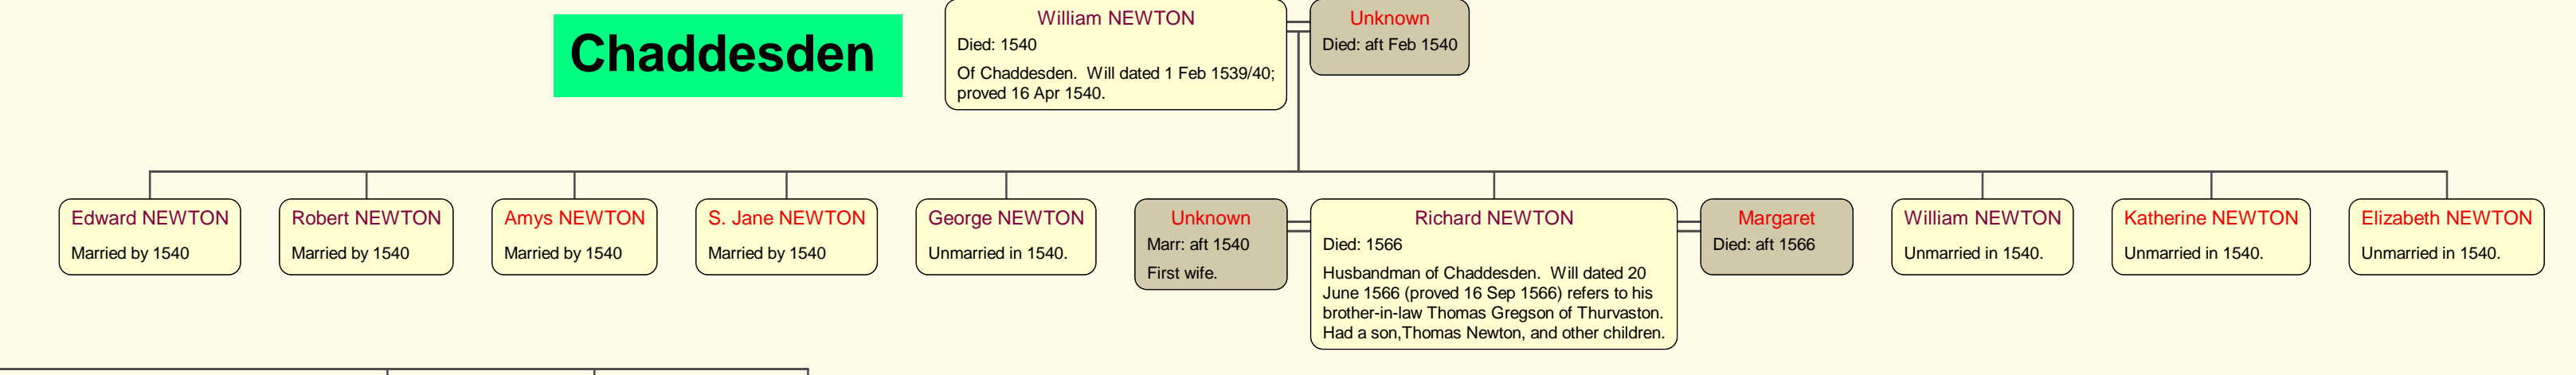 Chaddesden
William NEWTON
Died: 1540
Of Chaddesden.  Will dated 1 Feb 1539/40;
proved 16 Apr 1540.
Unknown
Died: aft Feb 1540
Edward NEWTON
Married by 1540
Robert NEWTON
Married by 1540
Amys NEWTON
Married by 1540
S. Jane NEWTON
Married by 1540
George NEWTON
Unmarried in 1540.
Unknown
Marr: aft 1540
First wife.
Richard NEWTON
Died: 1566
Husbandman of Chaddesden.  Will dated 20
June 1566 (proved 16 Sep 1566) refers to his
brother-in-law Thomas Gregson of Thurvaston.
Had a son,Thomas Newton, and other children.
Margaret
Died: aft 1566
William NEWTON
Unmarried in 1540.
Katherine NEWTON
Unmarried in 1540.
Elizabeth NEWTON
Unmarried in 1540.